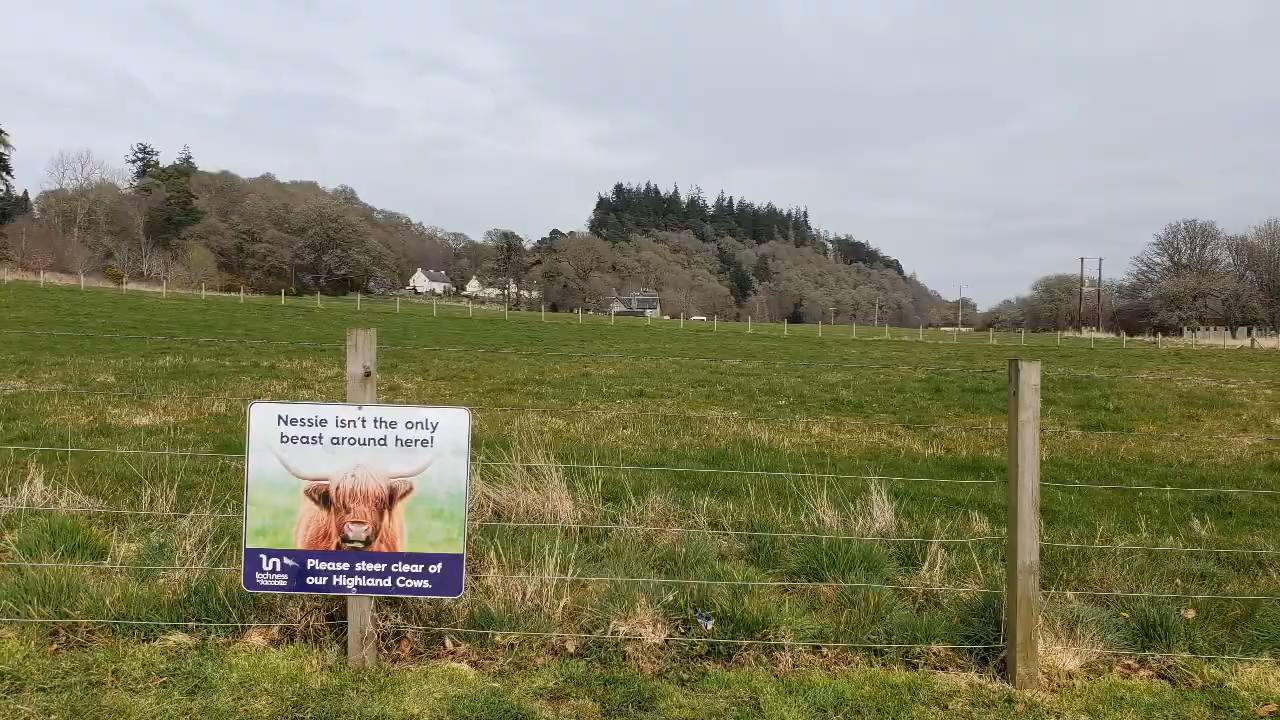 Nessie isn't the only
beast around here!
lochness
by Jacobite
Please steer clear of
our Highland Cows.